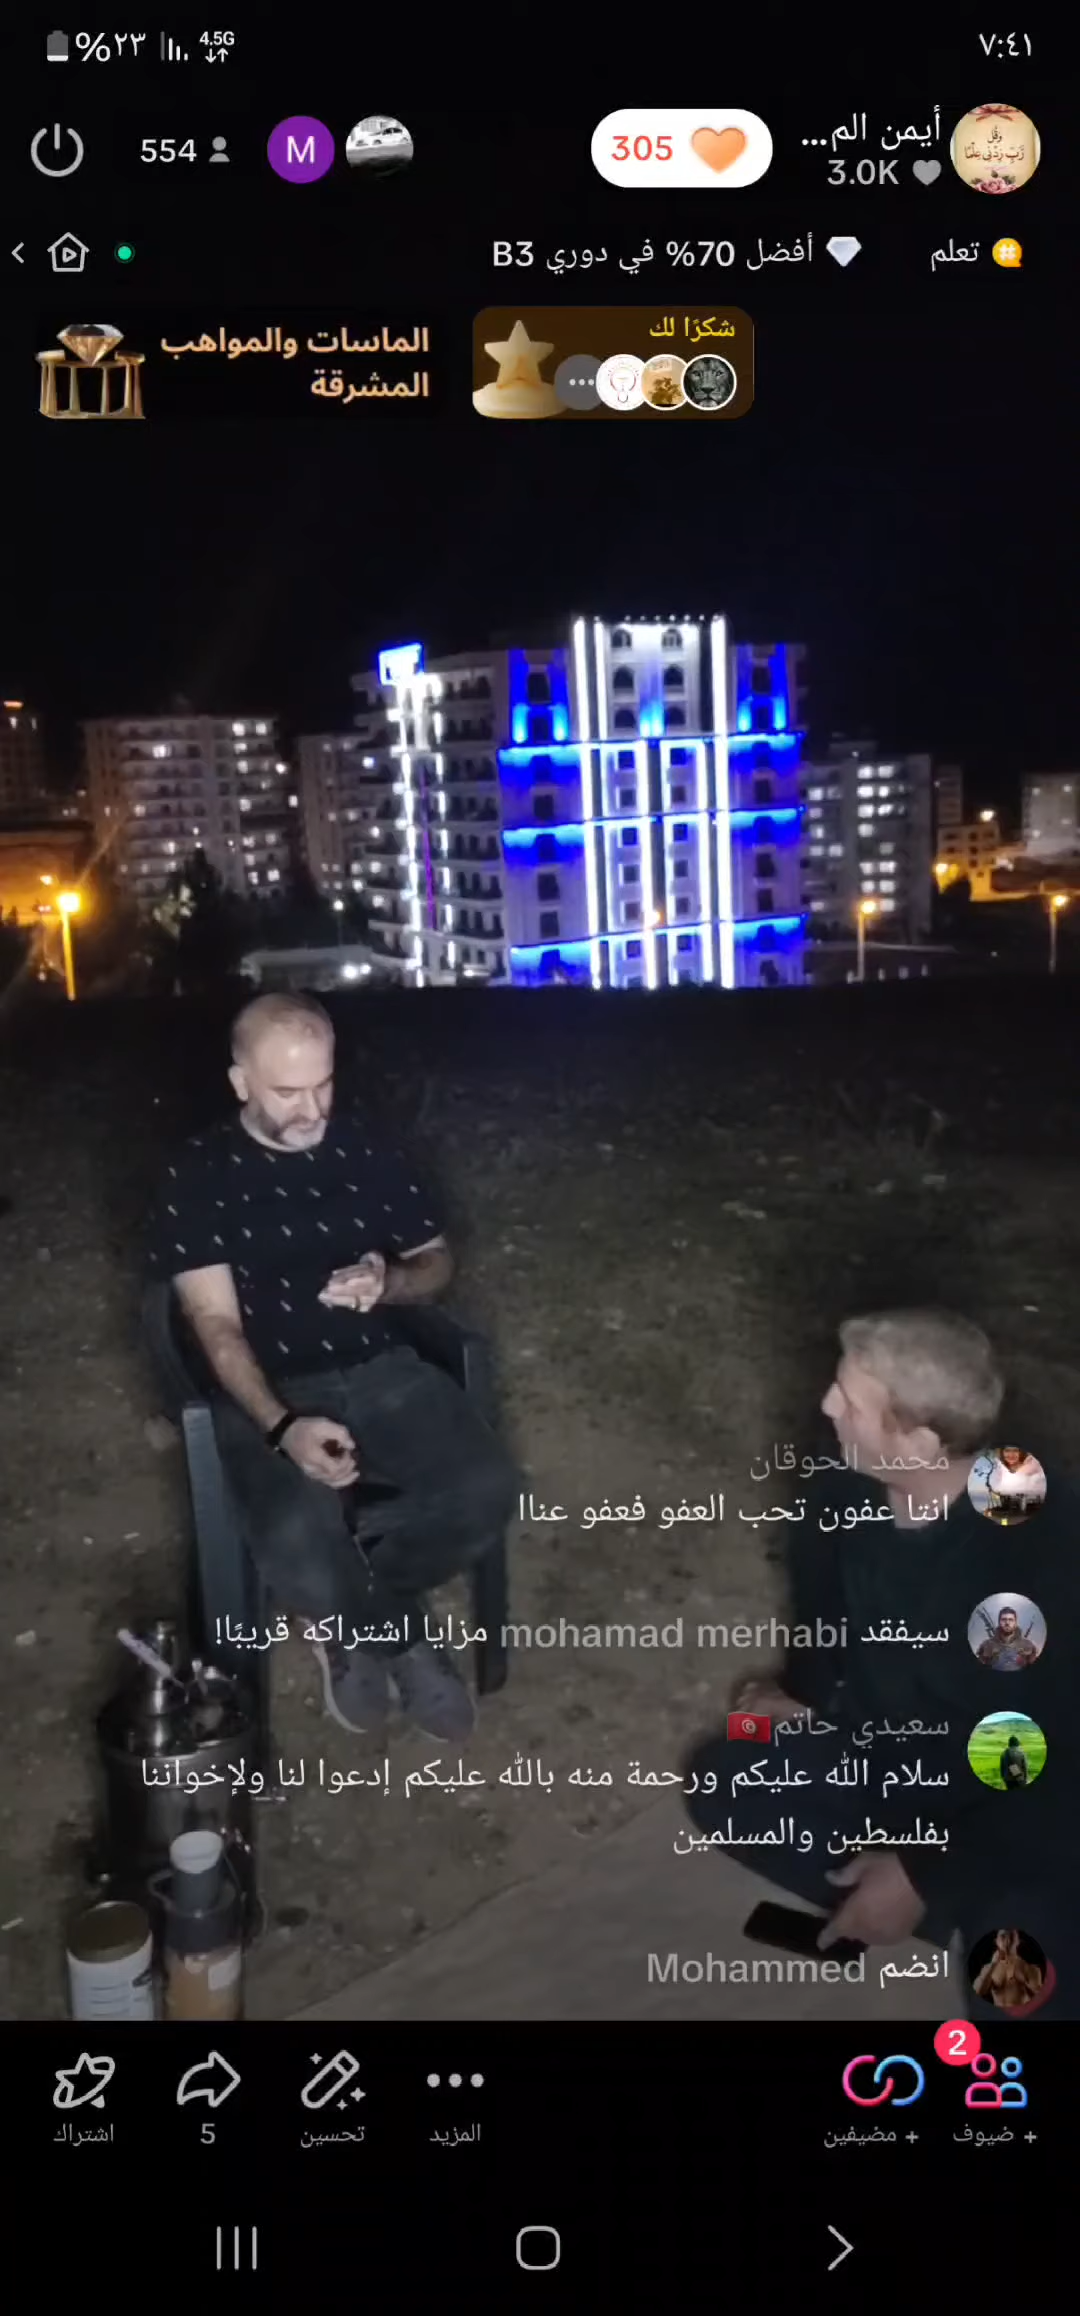 ٧:٤١
4.5G
%٢٣
أيمن الم...
3.0K
305
M
554
تعلم
أفضل 70% في دوري B3
شكرًا لك
الماسات والمواهب
المشرقة
محمد الحوقان
انتا عفون تحب العفو فعفو عناا
سيفقد mohamad merhabi مزايا اشتراكه قريبًا!
سعيدي حاتم
سلام الله عليكم ورحمة منه بالله عليكم إدعوا لنا ولإخواننا
بفلسطين والمسلمين
انضم Mohammed
2
+ ضيوف
+ مضيفين
المزيد
تحسين
5
اشتراك